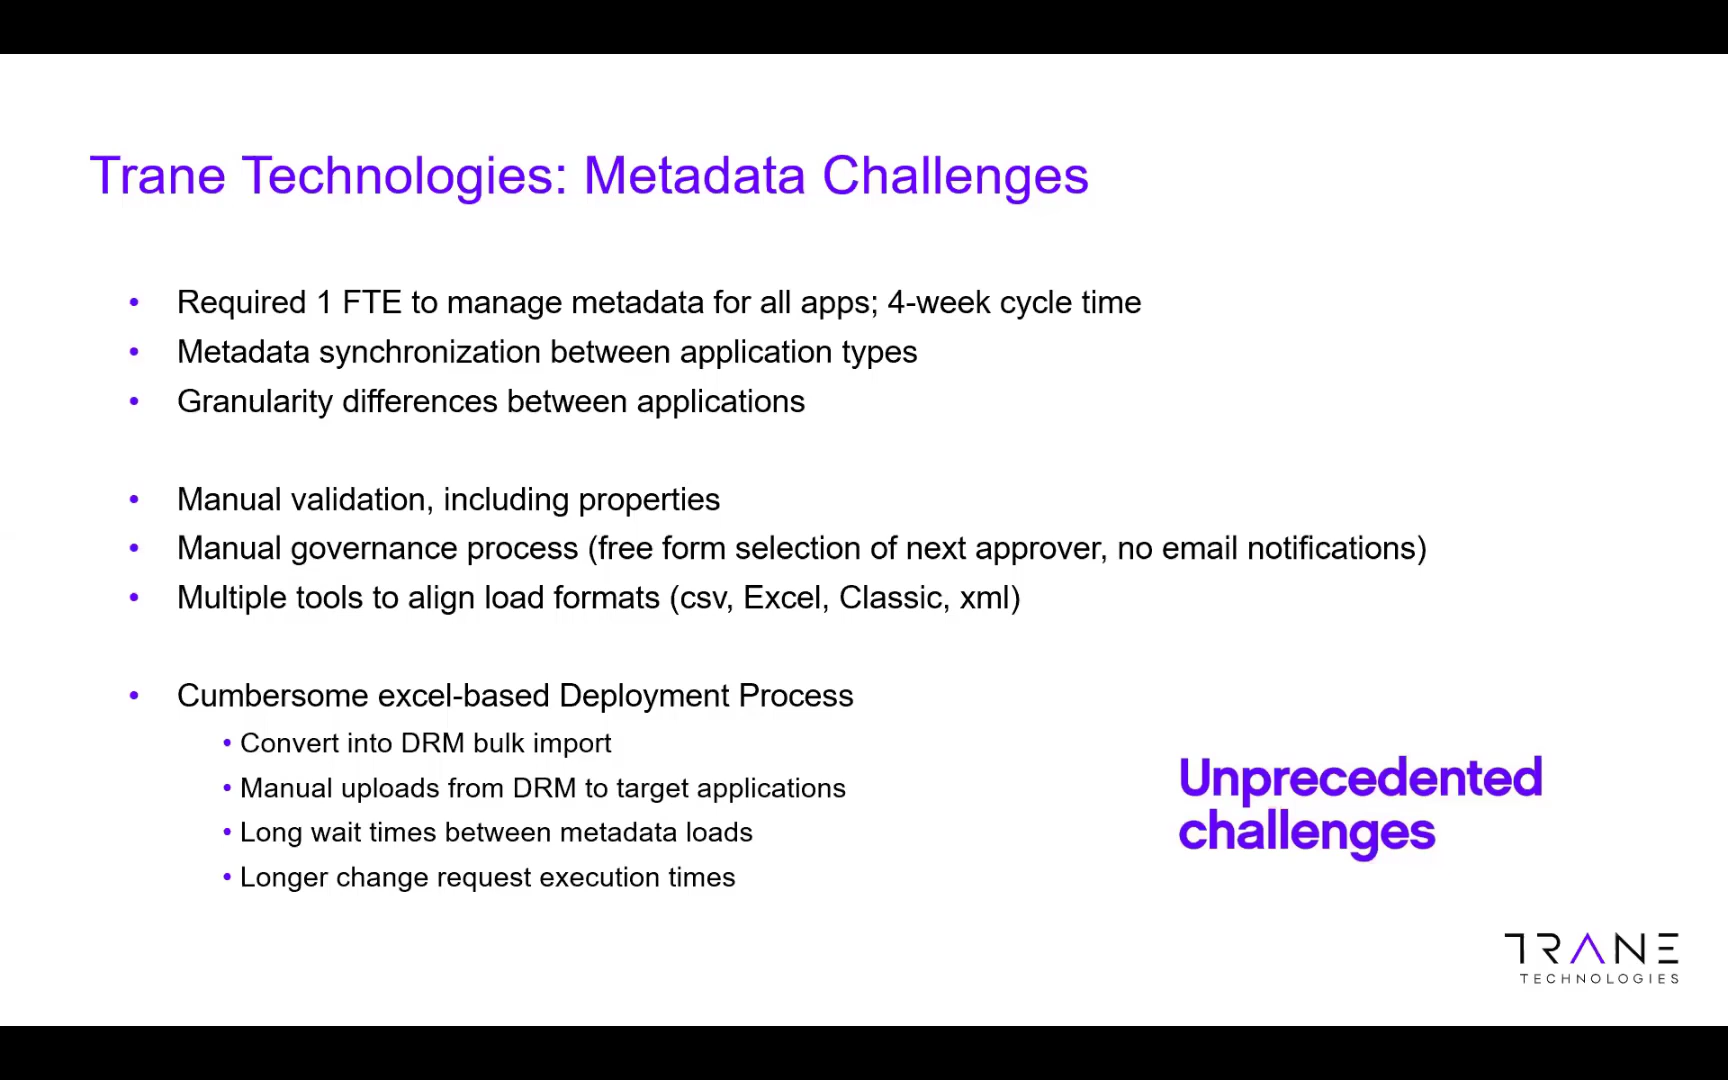 Trane Technologies: Metadata Challenges
• Required 1 FTE to manage metadata for all apps; 4-week cycle time
• Metadata synchronization between application types
• Granularity differences between applications
• Manual validation, including properties
• Manual governance process (free form selection of next approver, no email notifications)
• Multiple tools to align load formats (csv, Excel, Classic, xml)
• Cumbersome excel-based Deployment Process
• Convert into DRM bulk import
• Manual uploads from DRM to target applications
• Long wait times between metadata loads
• Longer change request execution times
Unprecedented
challenges
TRANE
TECHNOLOGIES